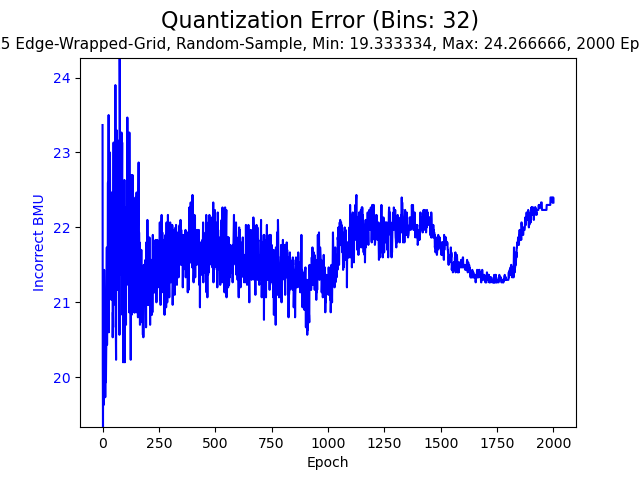 Quantization Error (Bins: 32)
5 Edge-Wrapped-Grid, Random-Sample, Min: 19.333334, Max: 24.266666, 2000 Ep
24
23
22
21
20
Incorrect BMU
0 250 500 750 1000 1250 1500 1750 2000
Epoch